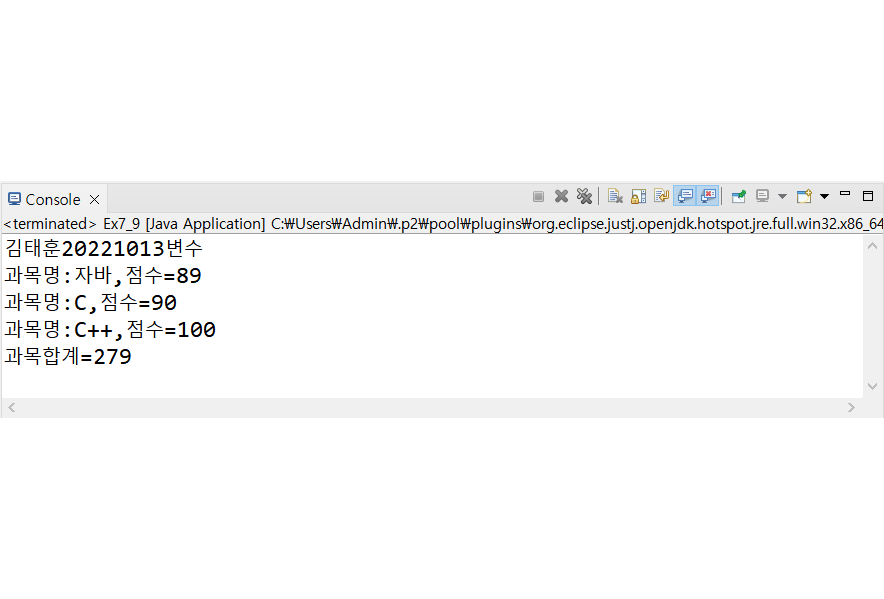 Console
<terminated> Ex7_9 [Java Application] C:₩Users₩Admin₩.p2₩pool₩plugins₩org.eclipse.justj.openjdk.hotspot.jre.full.win32.x86_64
김태훈20221013변수
과목명:자바,점수=89
과목명:C,점수=90
과목명:C++,점수=100
과목합계=279